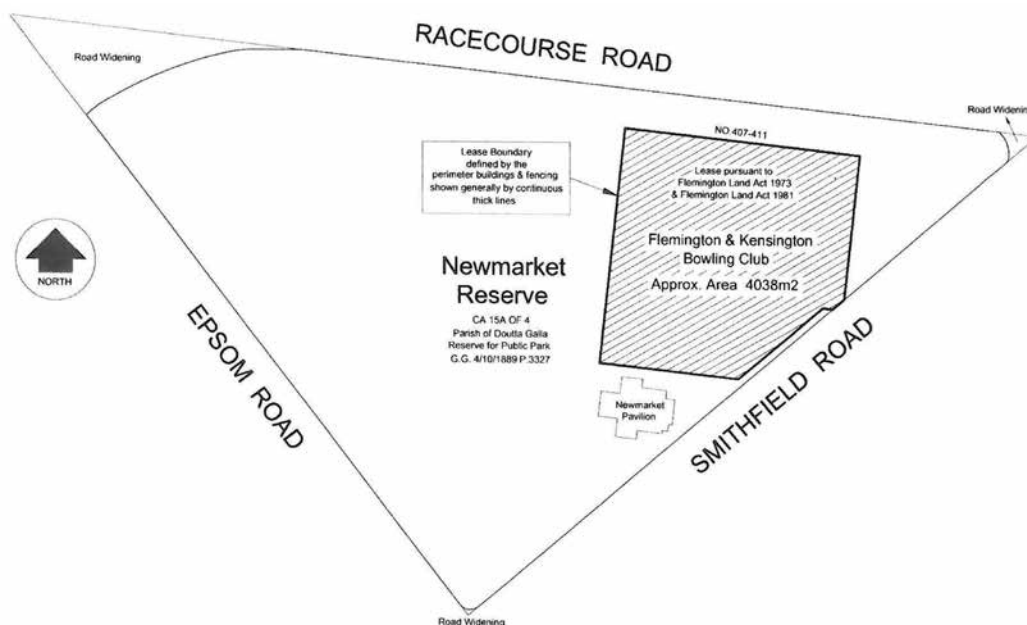 RACECOURSE ROAD
Road Widening
Road Widening
NO.407-411
Lease Boundary
defined by the
perimeter buildings & fencing
shown generally by continuous
thick lines
Lease pursuant to
Flemington Land Act 1973
& Flemington Land Act 1981
Flemington & Kensington
Bowling Club
Approx. Area 4038m2
NORTH
Newmarket
Reserve
CA 15A OF 4
Parish of Doutta Galla
Reserve for Public Park
G.G. 4/10/1889 P.3327
EPSOM ROAD
SMITHFIELD ROAD
Newmarket
Pavilion
Road Widening